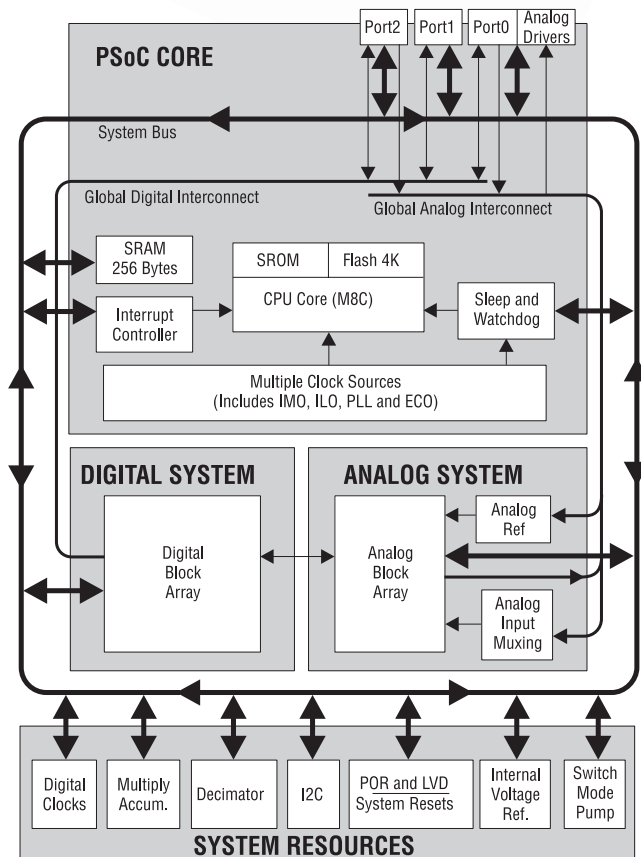 Port2
Port1
Port0
Analog
Drivers
PSoC CORE
System Bus
Global Digital Interconnect
Global Analog Interconnect
SRAM
256 Bytes
SROM
Flash 4K
CPU Core (M8C)
Interrupt
Controller
Sleep and
Watchdog
Multiple Clock Sources
(Includes IMO, ILO, PLL and ECO)
DIGITAL SYSTEM
ANALOG SYSTEM
Digital
Block
Array
Analog
Block
Array
Analog
Ref
Analog
Input
Muxing
Digital
Clocks
Multiply
Accum.
Decimator
I2C
POR and LVD
System Resets
Internal
Voltage
Ref.
Switch
Mode
Pump
SYSTEM RESOURCES